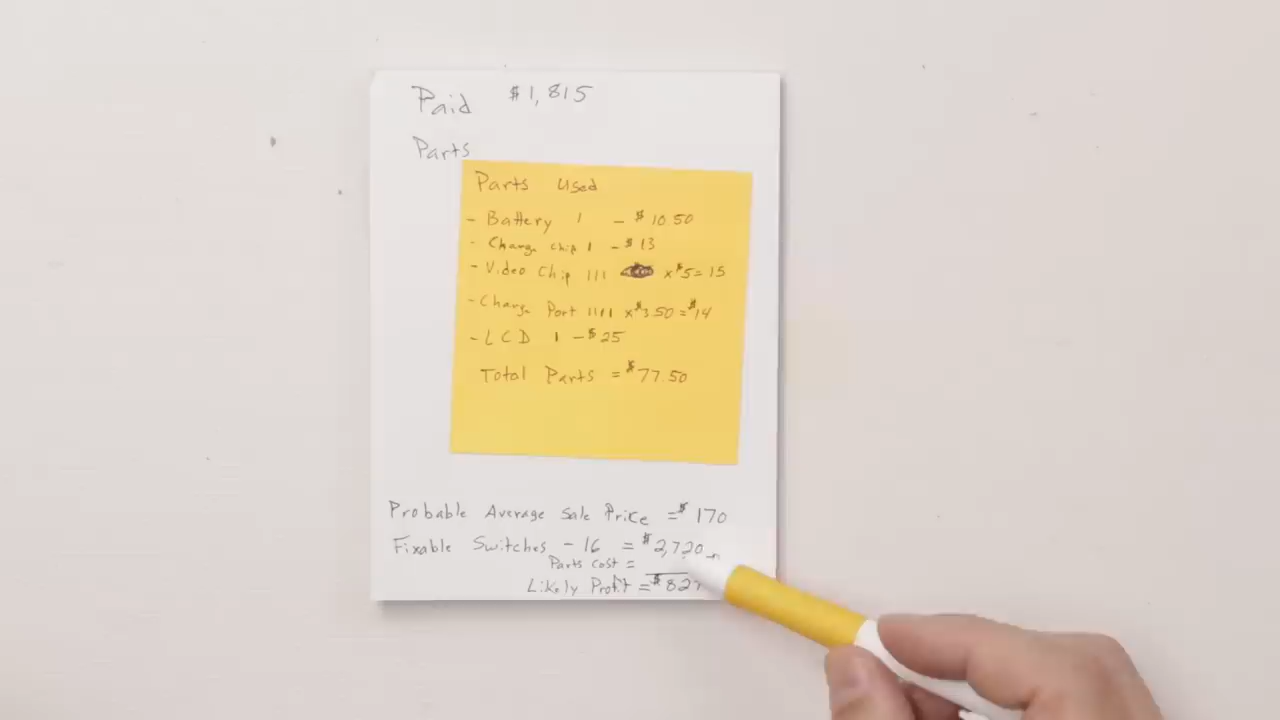 Paid $1,815
Parts
Parts Used
- Battery 1 - $10.50
- Charge Chip 1 - $13
- Video Chip 111 x $5 = 15
- Charge Port 1111 x $3.50 = $14
- LCD 1 - $25
Total Parts = $77.50
Probable Average Sale Price = $170
Fixable Switches - 16 = $2,720
Parts cost =
Likely Profit = $827